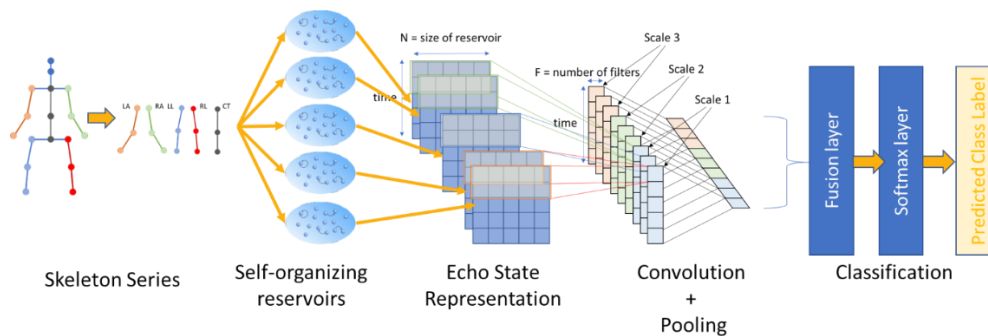 N = size of reservoir
time
F = number of filters
time
Scale 3
Scale 2
Scale 1
LA
RA
LL
RL
CT
Fusion layer
Softmax layer
Predicted Class Label
Skeleton Series
Self-organizing
reservoirs
Echo State
Representation
Convolution
+
Pooling
Classification